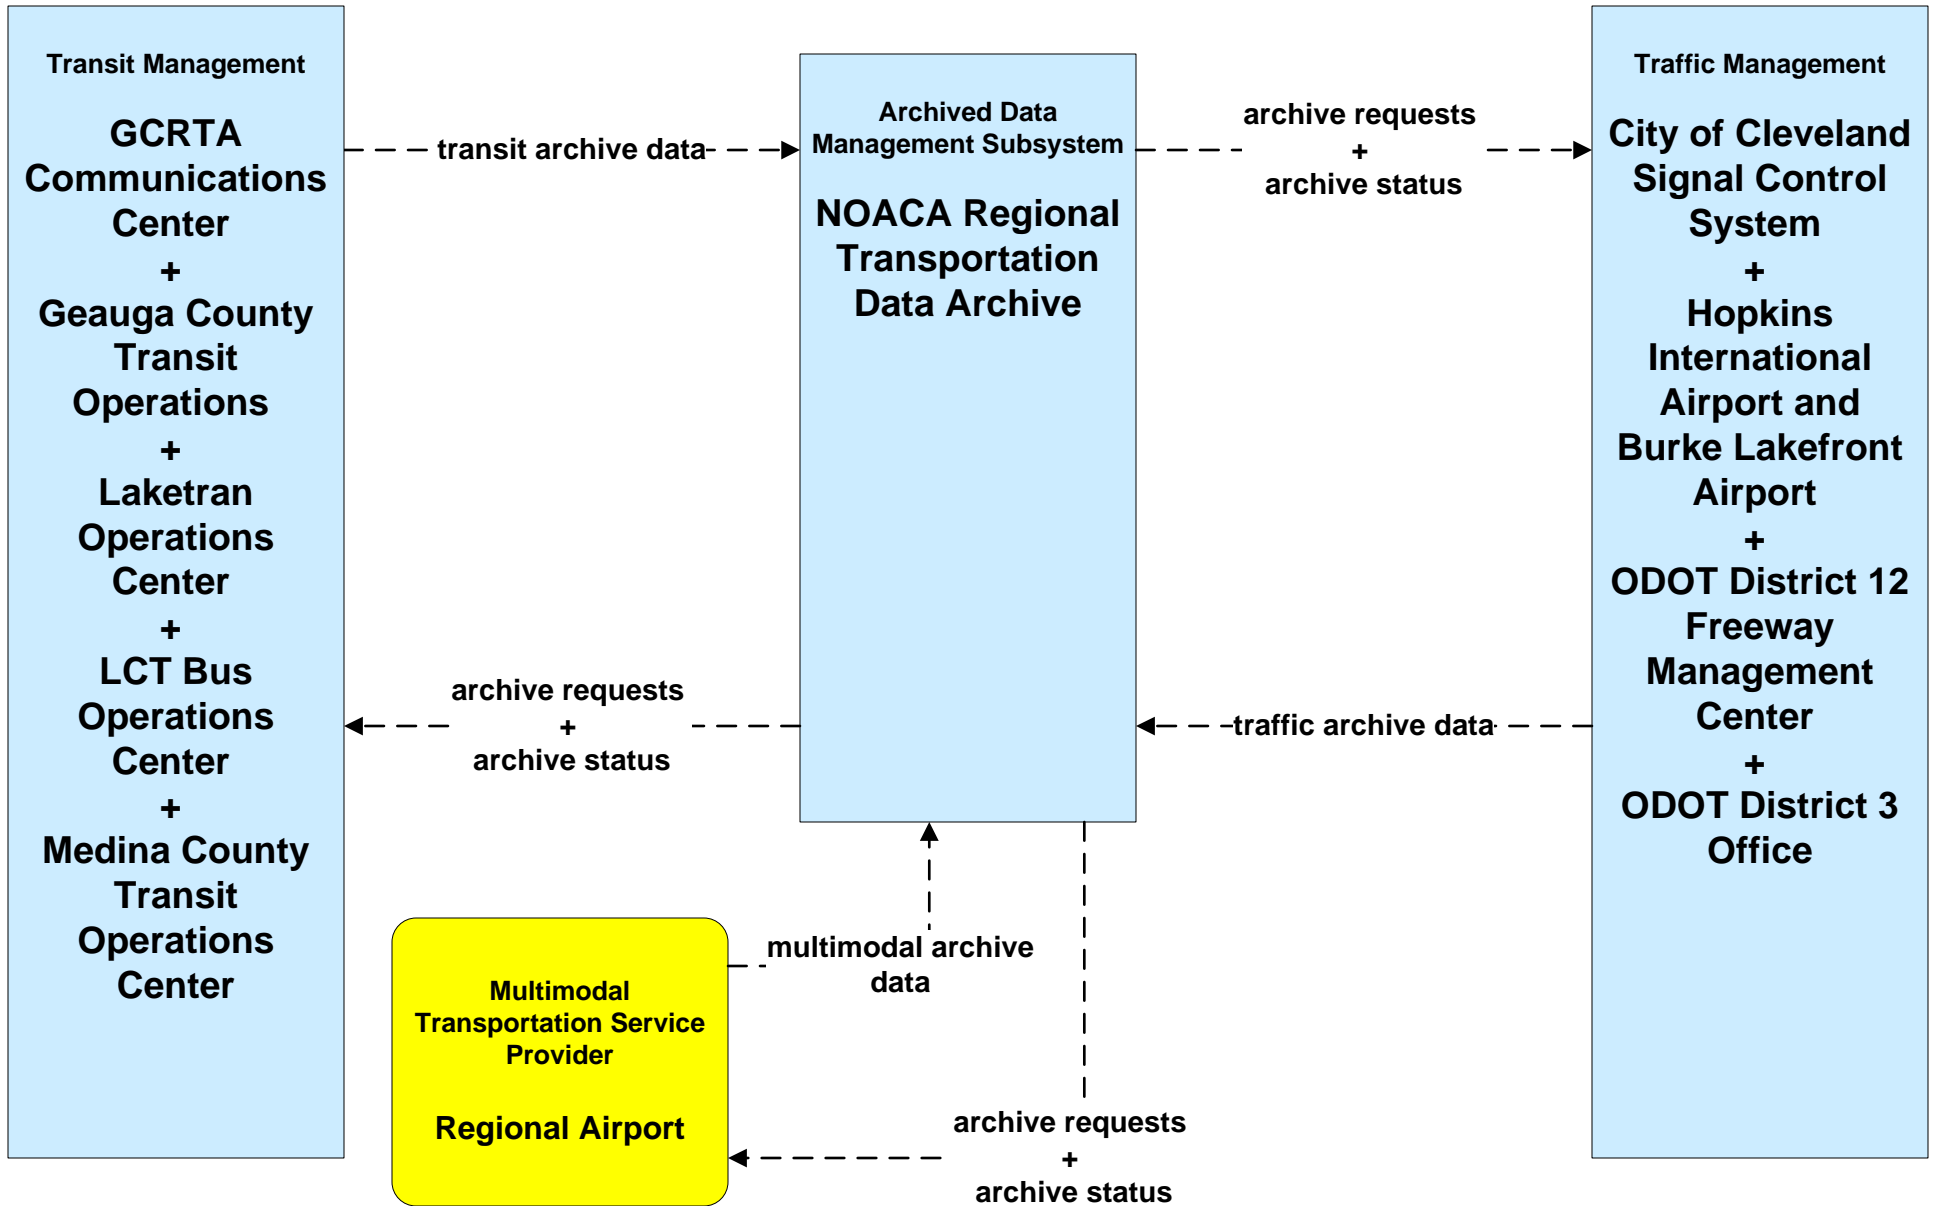 Transit Management
GCRTA
Communications
Center
+
Geauga County
Transit
Operations
+
Laketran
Operations
Center
+
LCT Bus
Operations
Center
+
Medina County
Transit
Operations
Center
transit archive data
archive requests
+
archive status
Archived Data
Management Subsystem
NOACA Regional
Transportation
Data Archive
archive requests
+
archive status
traffic archive data
Traffic Management
City of Cleveland
Signal Control
System
+
Hopkins
International
Airport and
Burke Lakefront
Airport
+
ODOT District 12
Freeway
Management
Center
+
ODOT District 3
Office
Multimodal
Transportation Service
Provider
Regional Airport
multimodal archive
data
archive requests
+
archive status